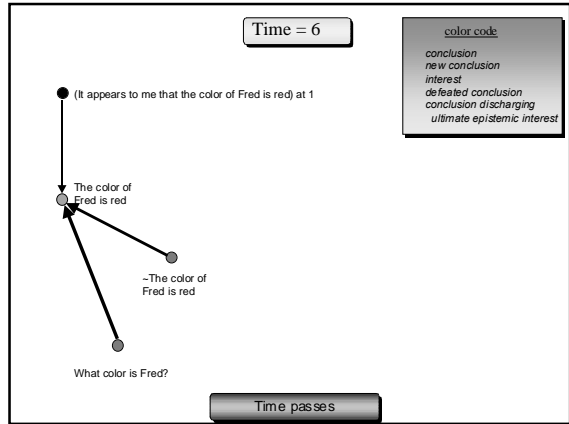 Time = 6
color code
conclusion
new conclusion
interest
defeated conclusion
conclusion discharging
ultimate epistemic interest
(It appears to me that the color of Fred is red) at 1
The color of
Fred is red
~The color of
Fred is red
What color is Fred?
Time passes